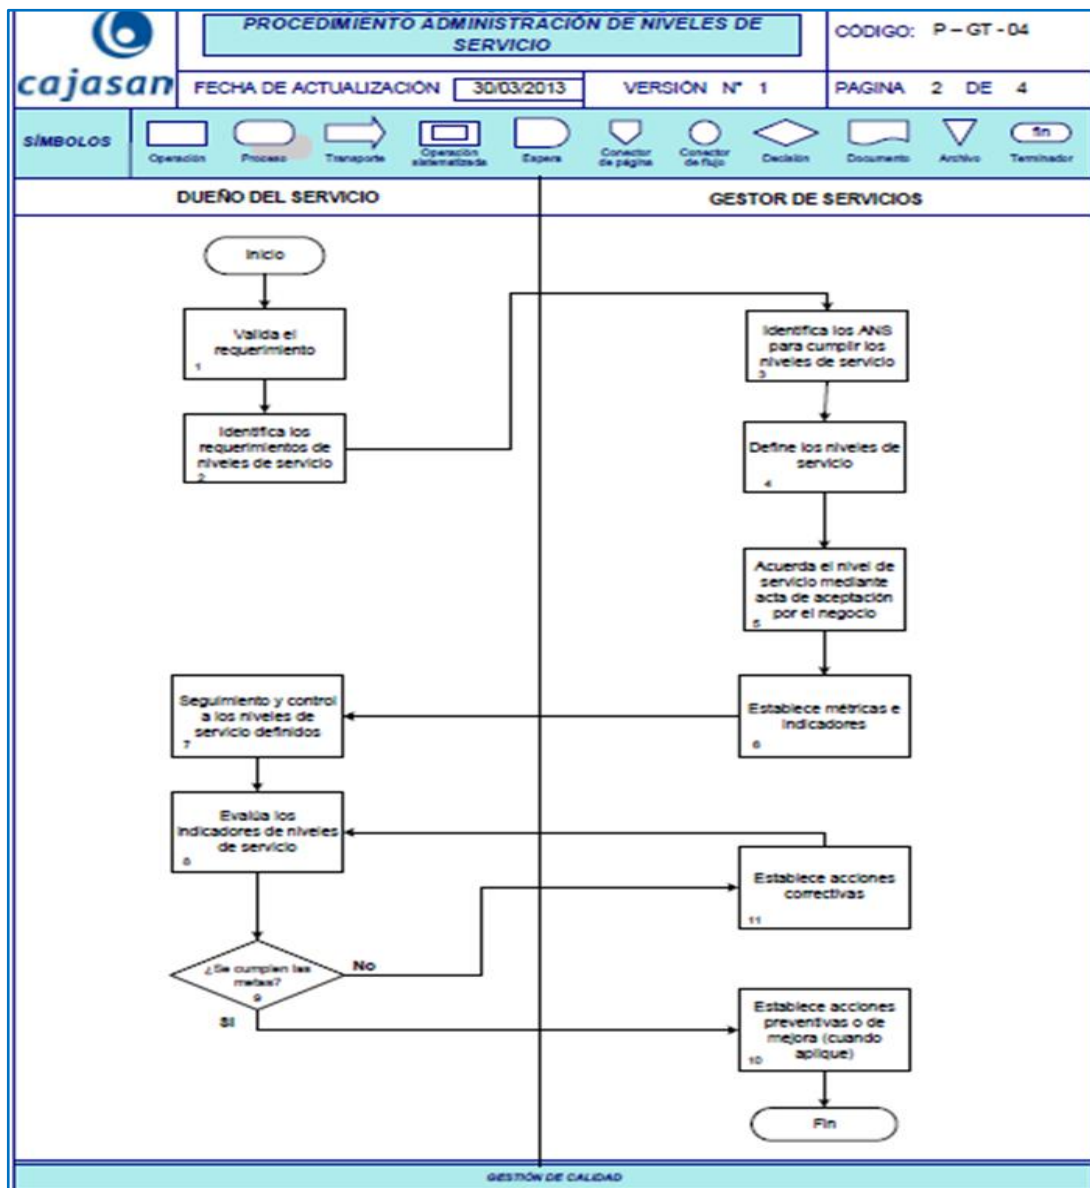 cajasan
PROCEDIMIENTO ADMINISTRACIÓN DE NIVELES DE
SERVICIO
CÓDIGO: P – GT - 04
FECHA DE ACTUALIZACIÓN 30/03/2013 VERSIÓN N° 1 PAGINA 2 DE 4
SÍMBOLOS
Operación
Proceso
Transporte
Operación
sistematizada
Espera
Conector
de página
Conector
de flujo
Decisión
Documento
Archivo
fin
Terminador
DUEÑO DEL SERVICIO
GESTOR DE SERVICIOS
Inicio
Valida el
requerimiento
1
Identifica los
requerimientos de
niveles de servicio
2
Identifica los ANS
para cumplir los
niveles de servicio
3
Define los niveles de
servicio
4
Acuerda el nivel de
servicio mediante
acta de aceptación
por el negocio
5
Establece métricas e
indicadores
6
Seguimiento y control
a los niveles de
servicio definidos
7
Evalúa los
indicadores de niveles
de servicio
8
¿Se cumplen las
metas?
9
No
SI
Establece acciones
correctivas
11
Establece acciones
preventivas o de
mejora (cuando
aplique)
10
Fin
GESTIÓN DE CALIDAD